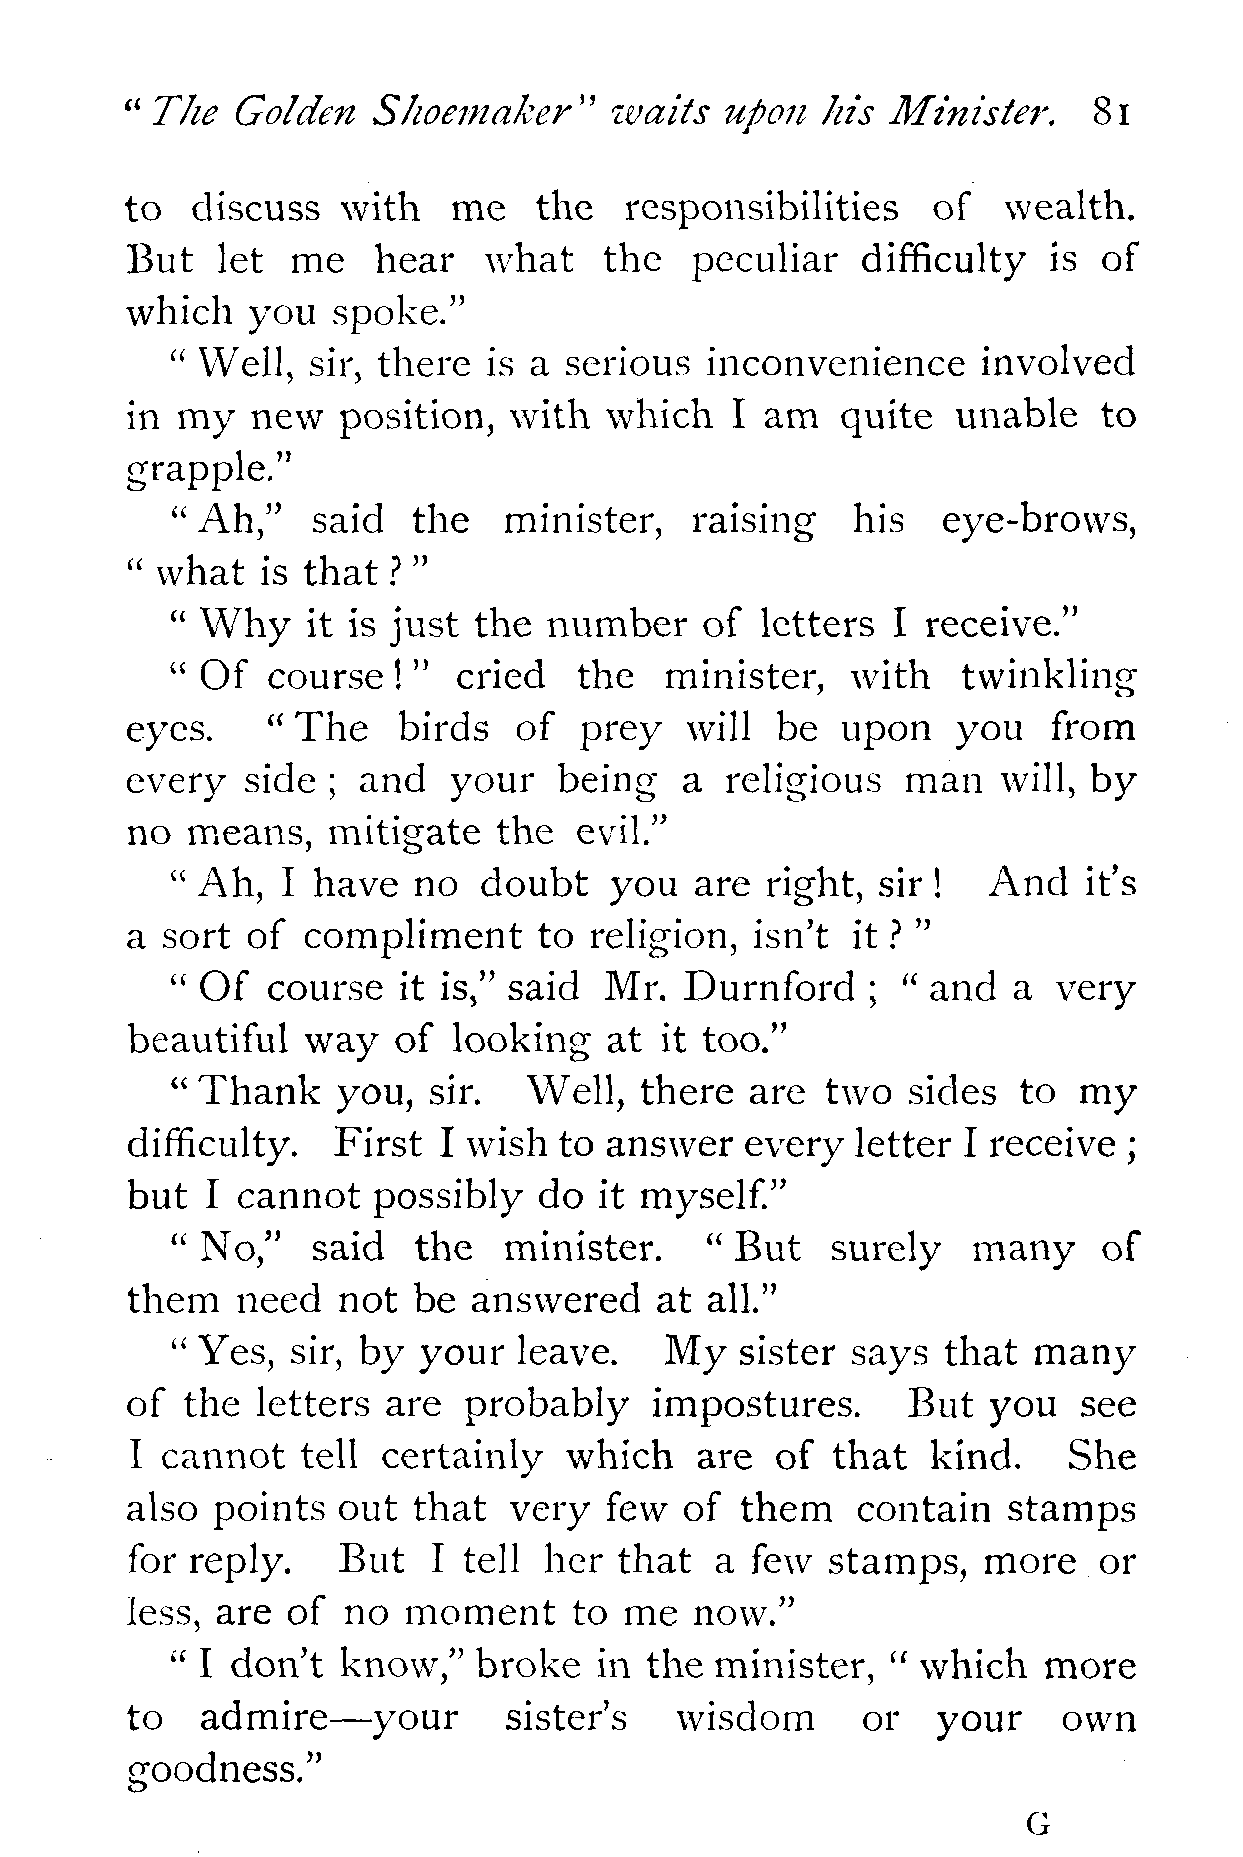 " The Golden Shoemaker" waits upon his Minister. 81
to discuss with me the responsibilities of wealth.
But let me hear what the peculiar difficulty is of
which you spoke."
" Well, sir, there is a serious inconvenience involved
in my new position, with which I am quite unable to
grapple."
" Ah," said the minister, raising his eye-brows,
" what is that ? "
" Why it is just the number of letters I receive."
" Of course ! " cried the minister, with twinkling
eyes. " The birds of prey will be upon you from
every side ; and your being a religious man will, by
no means, mitigate the evil."
" Ah, I have no doubt you are right, sir ! And it's
a sort of compliment to religion, isn't it ? "
" Of course it is," said Mr. Durnford ; " and a very
beautiful way of looking at it too."
" Thank you, sir. Well, there are two sides to my
difficulty. First I wish to answer every letter I receive ;
but I cannot possibly do it myself."
" No," said the minister. " But surely many of
them need not be answered at all."
" Yes, sir, by your leave. My sister says that many
of the letters are probably impostures. But you see
I cannot tell certainly which are of that kind. She
also points out that very few of them contain stamps
for reply. But I tell her that a few stamps, more or
less, are of no moment to me now."
" I don't know," broke in the minister, " which more
to admire—your sister's wisdom or your own
goodness."
G